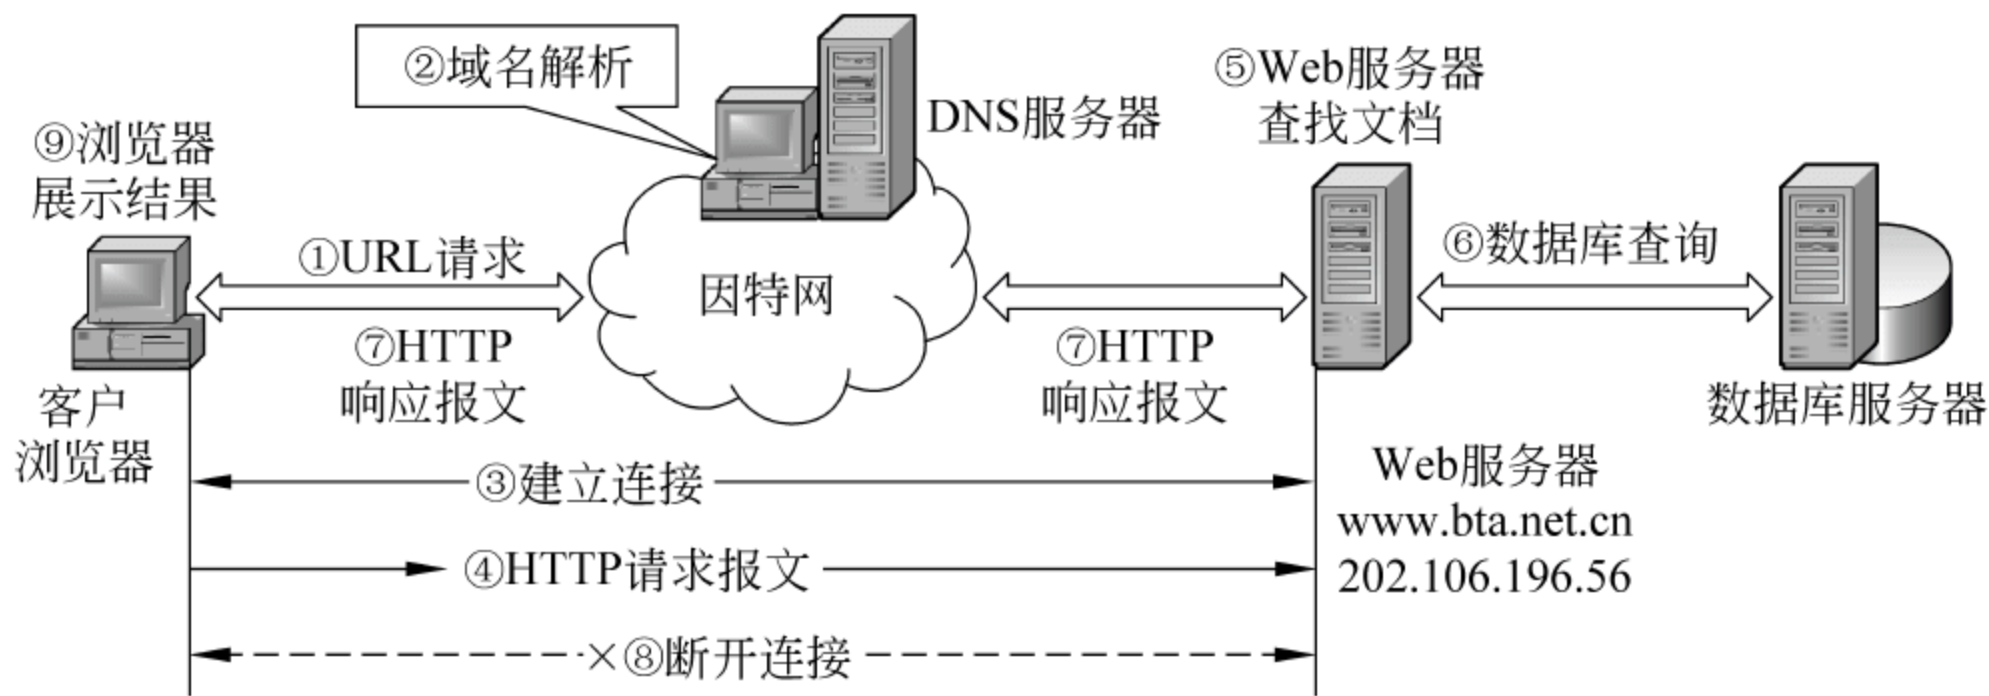 ②域名解析
DNS服务器
⑤Web服务器
查找文档
⑨浏览器
展示结果
①URL请求
因特网
⑥数据库查询
⑦HTTP
响应报文
⑦HTTP
响应报文
客户
浏览器
数据库服务器
③建立连接
Web服务器
www.bta.net.cn
202.106.196.56
④HTTP请求报文
×⑧断开连接